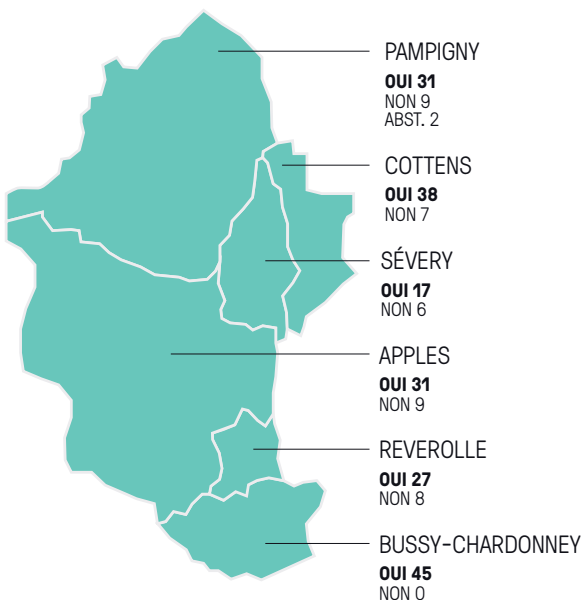 PAMPIGNY
OUI 31
NON 9
ABST. 2
COTTENS
OUI 38
NON 7
SÉVERY
OUI 17
NON 6
APPLES
OUI 31
NON 9
REVEROLLE
OUI 27
NON 8
BUSSY-CHARDONNEY
OUI 45
NON 0